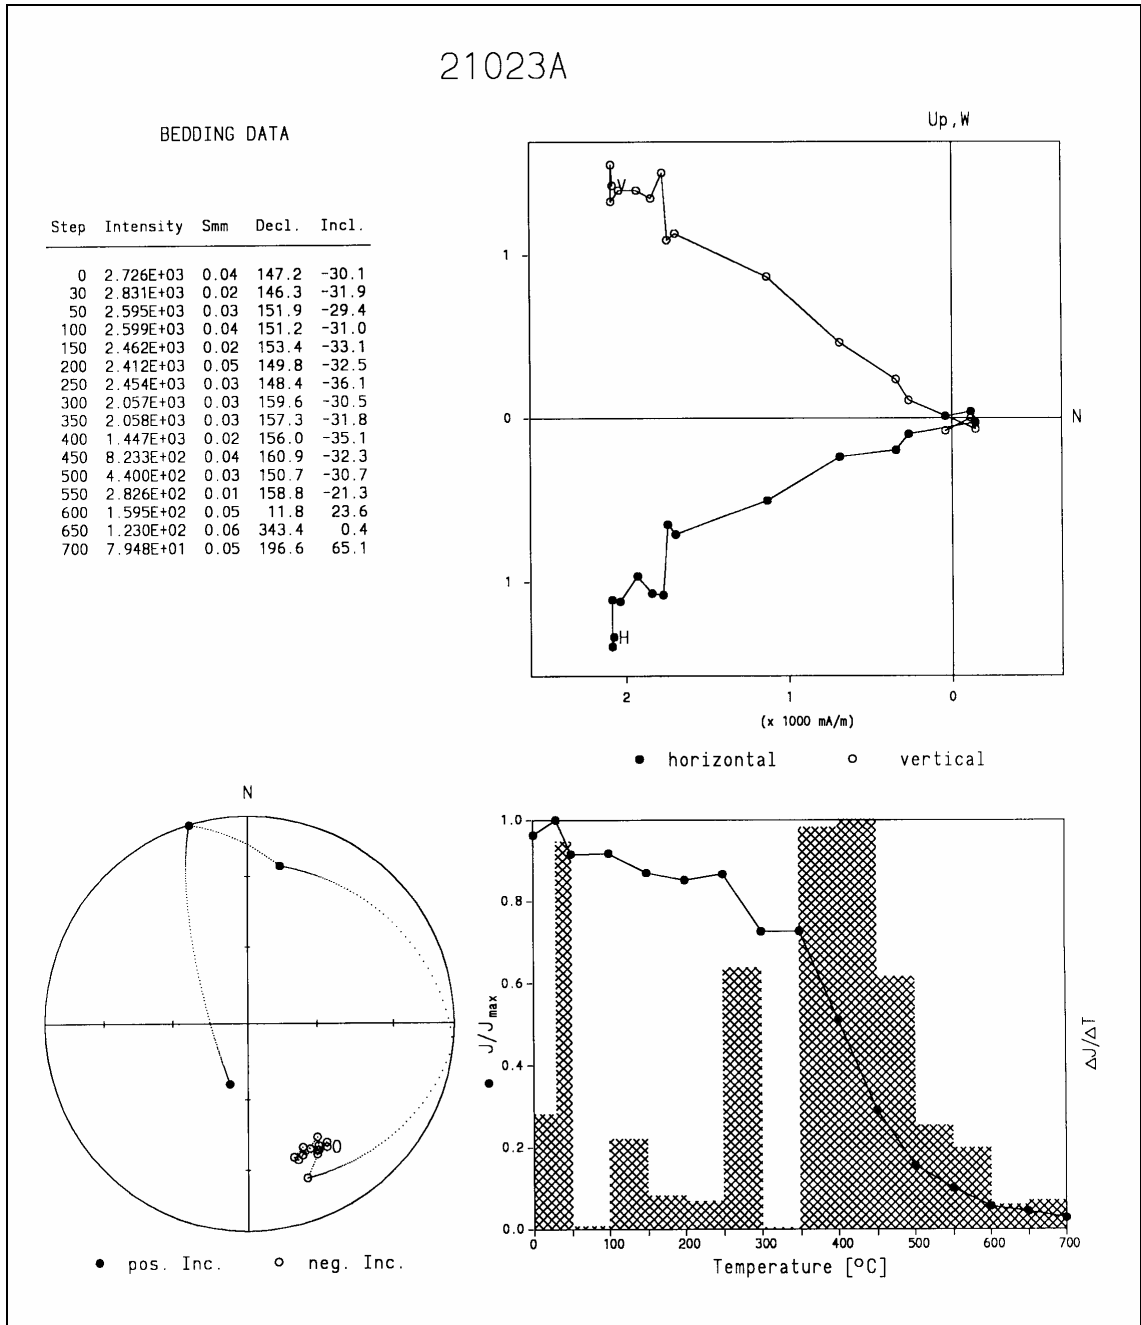 21023A
BEDDING DATA
Step Intensity Smm Decl. Incl.
0 2.726E+03 0.04 147.2 -30.1
30 2.831E+03 0.02 146.3 -31.9
50 2.595E+03 0.03 151.9 -29.4
100 2.599E+03 0.04 151.2 -31.0
150 2.462E+03 0.02 153.4 -33.1
200 2.412E+03 0.05 149.8 -32.5
250 2.454E+03 0.03 148.4 -36.1
300 2.057E+03 0.03 159.6 -30.5
350 2.058E+03 0.03 157.3 -31.8
400 1.447E+03 0.02 156.0 -35.1
450 8.233E+02 0.04 160.9 -32.3
500 4.400E+02 0.03 150.7 -30.7
550 2.826E+02 0.01 158.8 -21.3
600 1.595E+02 0.05 11.8 23.6
650 1.230E+02 0.06 343.4 0.4
700 7.948E+01 0.05 196.6 65.1
Up,W
V
1
0
N
1
H
2 1 0
(x 1000 mA/m)
● horizontal ○ vertical
N
O
● pos. Inc. ○ neg. Inc.
1.0
0.8
0.6
0.4
0.2
0.0
● J/Jmax
ΔJ/ΔT
0 100 200 300 400 500 600 700
Temperature [°C]